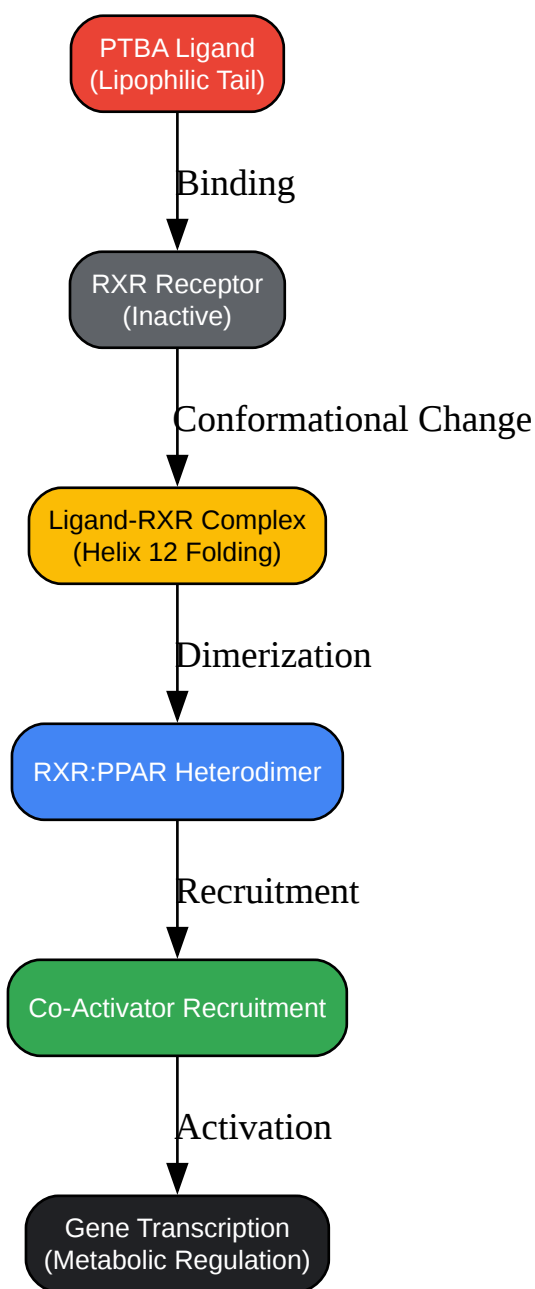 PTBA Ligand
(Lipophilic Tail)
Binding
RXR Receptor
(Inactive)
Conformational Change
Ligand-RXR Complex
(Helix 12 Folding)
Dimerization
RXR:PPAR Heterodimer
Recruitment
Co-Activator Recruitment
Activation
Gene Transcription
(Metabolic Regulation)